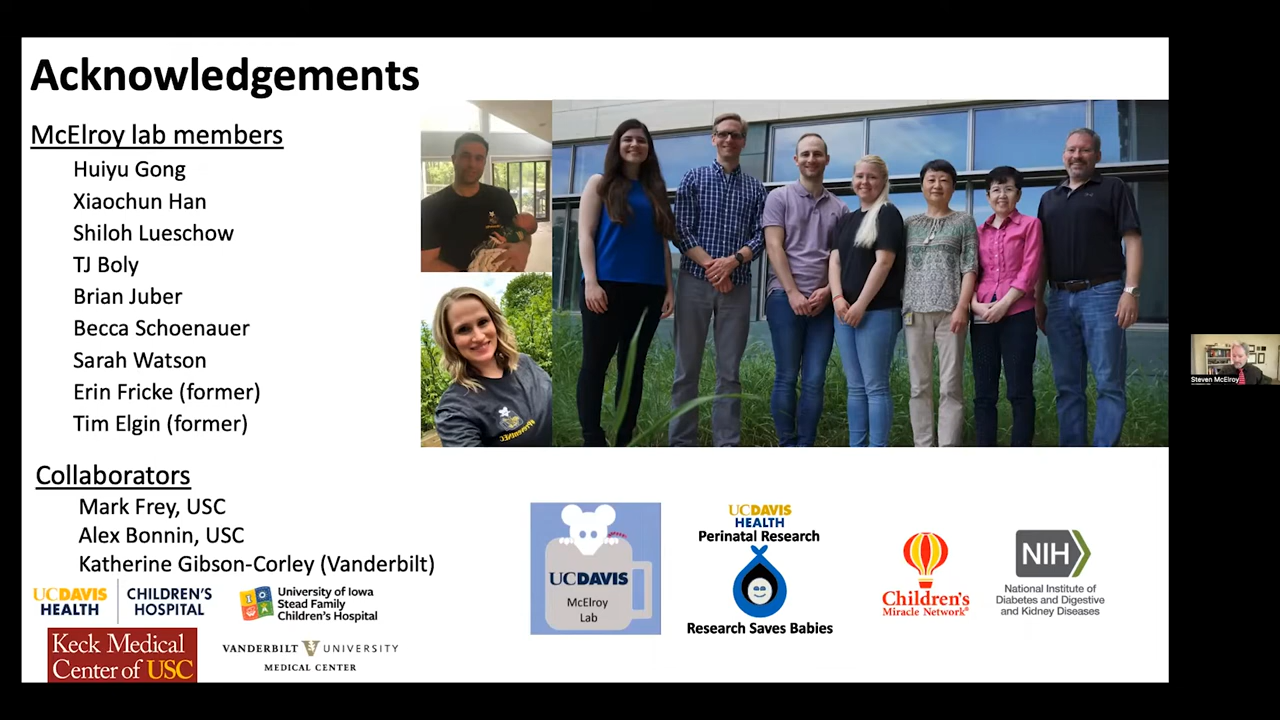 Acknowledgements
McElroy lab members
Huiyu Gong
Xiaochun Han
Shiloh Lueschow
TJ Boly
Brian Juber
Becca Schoenauer
Sarah Watson
Erin Fricke (former)
Tim Elgin (former)
Collaborators
Mark Frey, USC
Alex Bonnin, USC
Katherine Gibson-Corley (Vanderbilt)
UCDAVIS
HEALTH
CHILDREN'S
HOSPITAL
University of Iowa
Stead Family
Children's Hospital
Keck Medical
Center of USC
VANDERBILT V UNIVERSITY
MEDICAL CENTER
UCDAVIS
McElroy
Lab
UCDAVIS
HEALTH
Perinatal Research
Research Saves Babies
Children's
Miracle Network®
NIH
National Institute of
Diabetes and Digestive
and Kidney Diseases
Steven McElroy